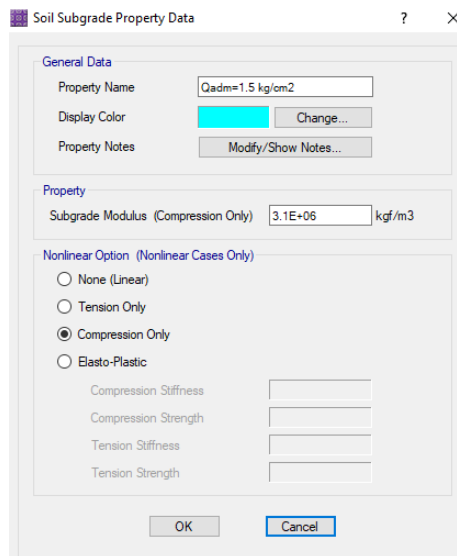 Soil Subgrade Property Data ? ×
General Data
Property Name Qadm=1.5 kg/cm2
Display Color Change...
Property Notes Modify/Show Notes...
Property
Subgrade Modulus (Compression Only) 3.1E+06 kgf/m3
Nonlinear Option (Nonlinear Cases Only)
None (Linear)
Tension Only
Compression Only
Elasto-Plastic
Compression Stiffness
Compression Strength
Tension Stiffness
Tension Strength
OK Cancel